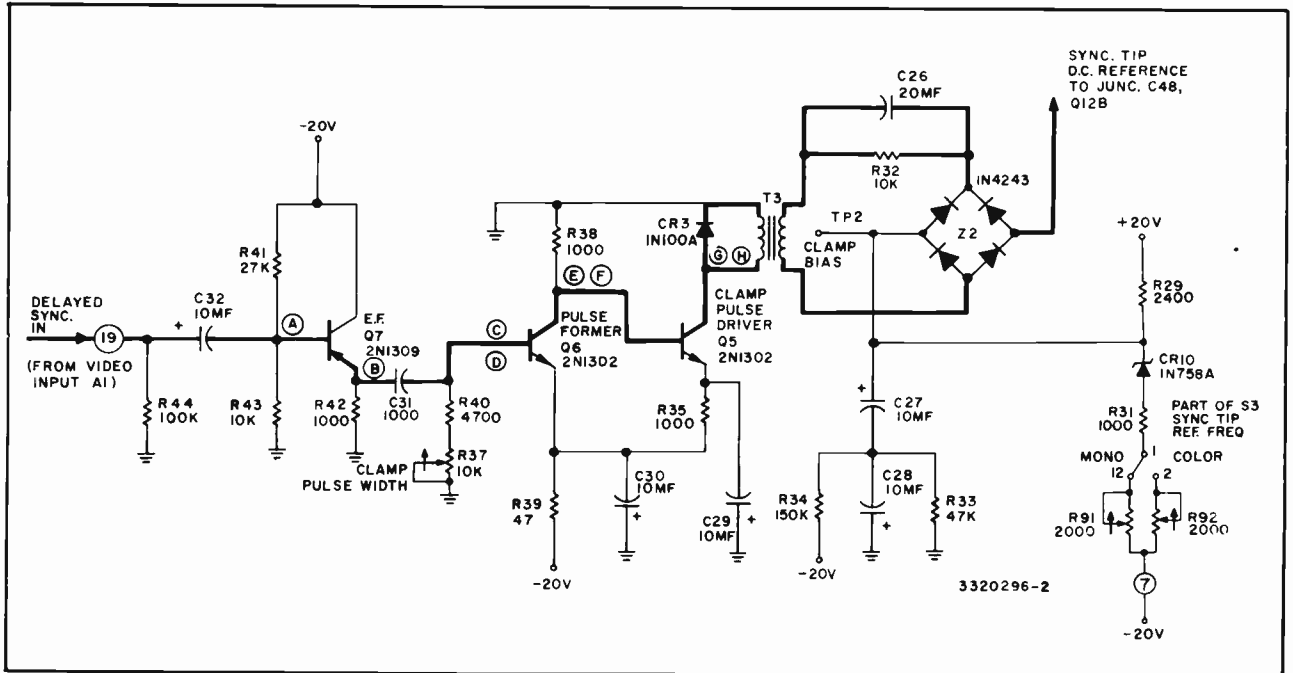 SYNC. TIP
D.C. REFERENCE
TO JUNC. C48,
Q12B
C26
20MF
R32
10K
IN4243
-20V
R41
27K
DELAYED
SYNC.
IN
19
(FROM VIDEO
INPUT A1)
C32
10MF
+
A
E.F.
Q7
2N1309
B
R44
100K
R43
10K
R42
1000
C31
1000
R40
4700
R37
10K
CLAMP
PULSE WIDTH
C
D
R38
1000
E F
PULSE
FORMER
Q6
2N1302
CR3
IN100A
G H
T3
CLAMP
PULSE
DRIVER
Q5
2N1302
R35
1000
R39
47
-20V
C30
10MF
+
C29
10MF
+
TP2
CLAMP
BIAS
Z2
+
C27
10MF
R34
150K
-20V
C28
10MF
+
R33
47K
+20V
R29
2400
CR10
IN758A
R31
1000
PART OF S3
SYNC TIP
REF. FREQ
MONO
12
1
COLOR
2
R91
2000
R92
2000
7
-20V
3320296-2